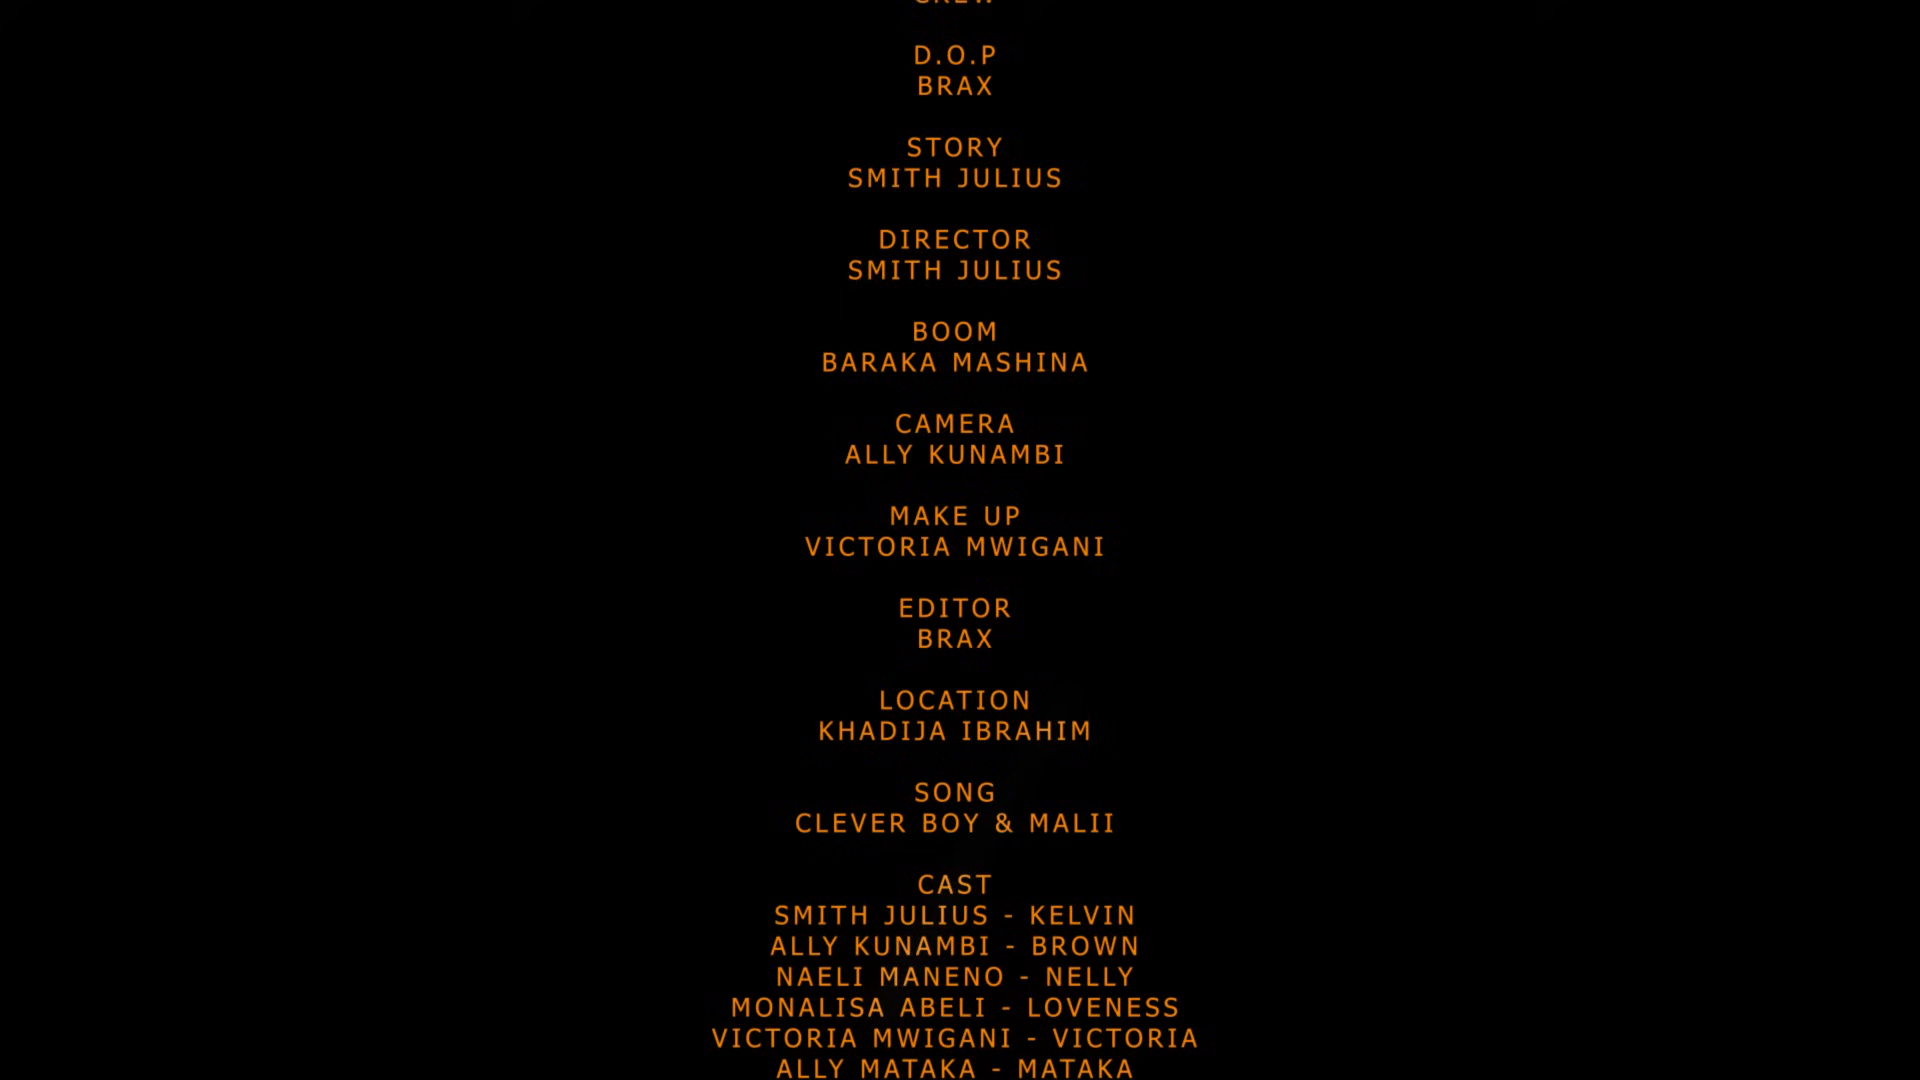 CREW
D.O.P
BRAX
STORY
SMITH JULIUS
DIRECTOR
SMITH JULIUS
BOOM
BARAKA MASHINA
CAMERA
ALLY KUNAMBI
MAKE UP
VICTORIA MWIGANI
EDITOR
BRAX
LOCATION
KHADIJA IBRAHIM
SONG
CLEVER BOY & MALII
CAST
SMITH JULIUS - KELVIN
ALLY KUNAMBI - BROWN
NAELI MANENO - NELLY
MONALISA ABELI - LOVENESS
VICTORIA MWIGANI - VICTORIA
ALLY MATAKA - MATAKA